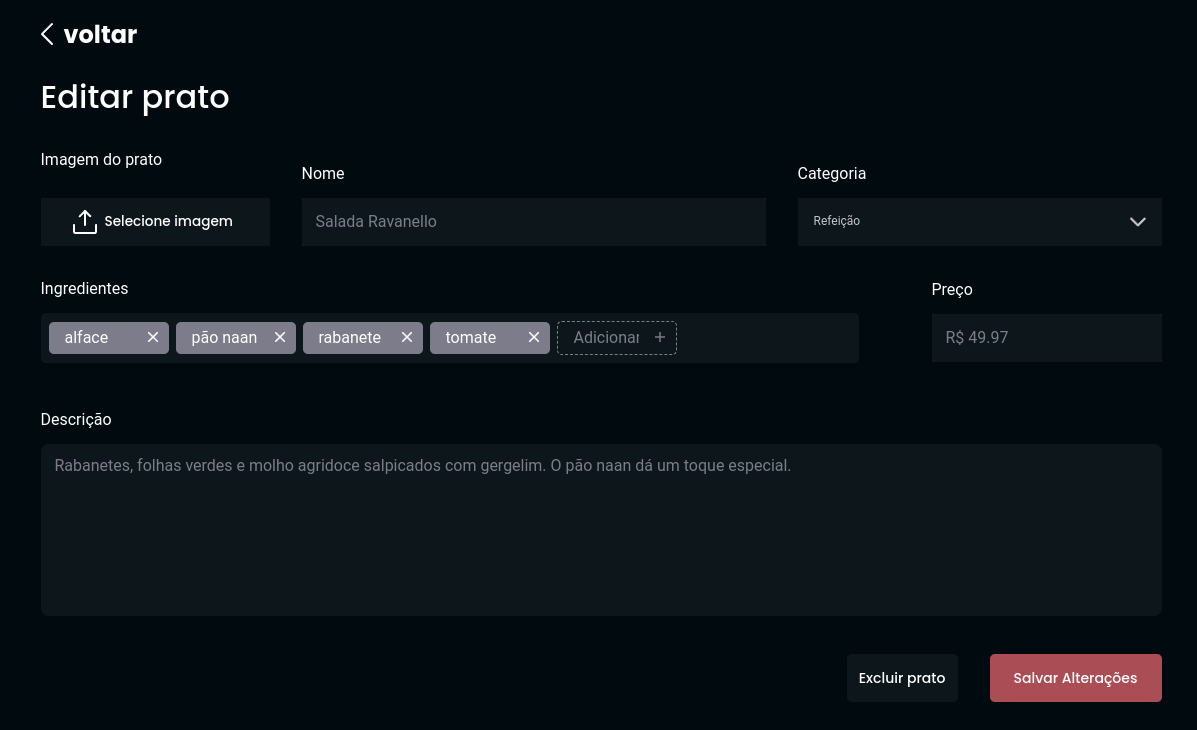 voltar
Editar prato
Imagem do prato
Selecione imagem
Nome
Salada Ravanello
Categoria
Refeição
Ingredientes
alface pão naan rabanete tomate Adicionar
Preço
R$ 49.97
Descrição
Rabanetes, folhas verdes e molho agridoce salpicados com gergelim. O pão naan dá um toque especial.
Excluir prato
Salvar Alterações